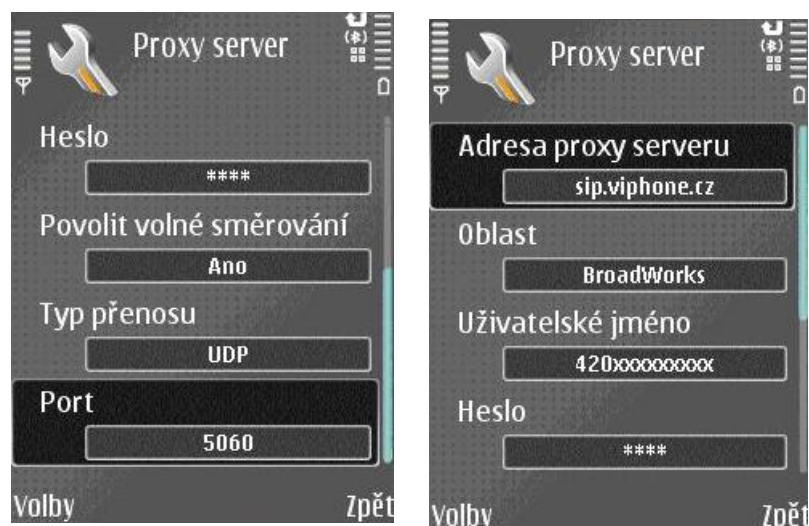 Proxy server
Heslo
****
Povolit volné směrování
Ano
Typ přenosu
UDP
Port
5060
Volby
Zpět
Proxy server
Adresa proxy serveru
sip.viphone.cz
Oblast
BroadWorks
Uživatelské jméno
420xxxxxxxxx
Heslo
****
Volby
Zpět